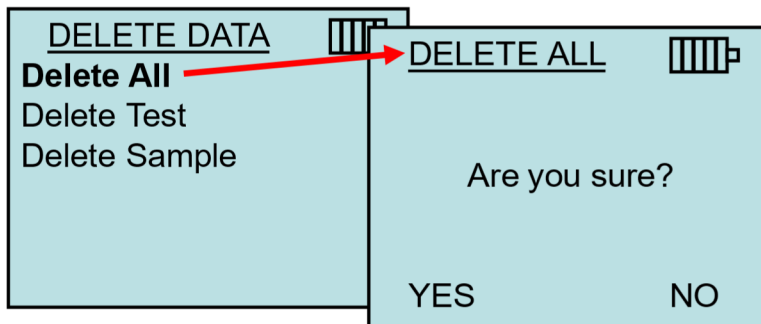 DELETE DATA
Delete All
Delete Test
Delete Sample
DELETE ALL
Are you sure?
YES NO